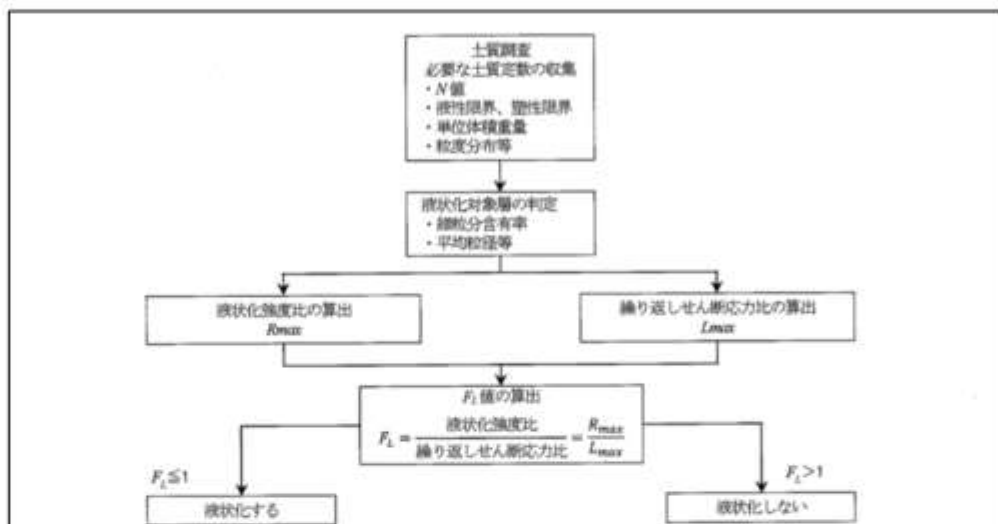 土質調査
必要な土質定数の収集
・N値
・液性限界、塑性限界
・単位体積重量
・粒度分布等
液状化対象層の判定
・細粒分含有率
・平均粒径等
液状化強度比の算出
Rmax
繰り返しせん断応力比の算出
Lmax
FL値の算出
FL = 液状化強度比 / 繰り返しせん断応力比 = Rmax / Lmax
FL≦1
FL>1
液状化する
液状化しない